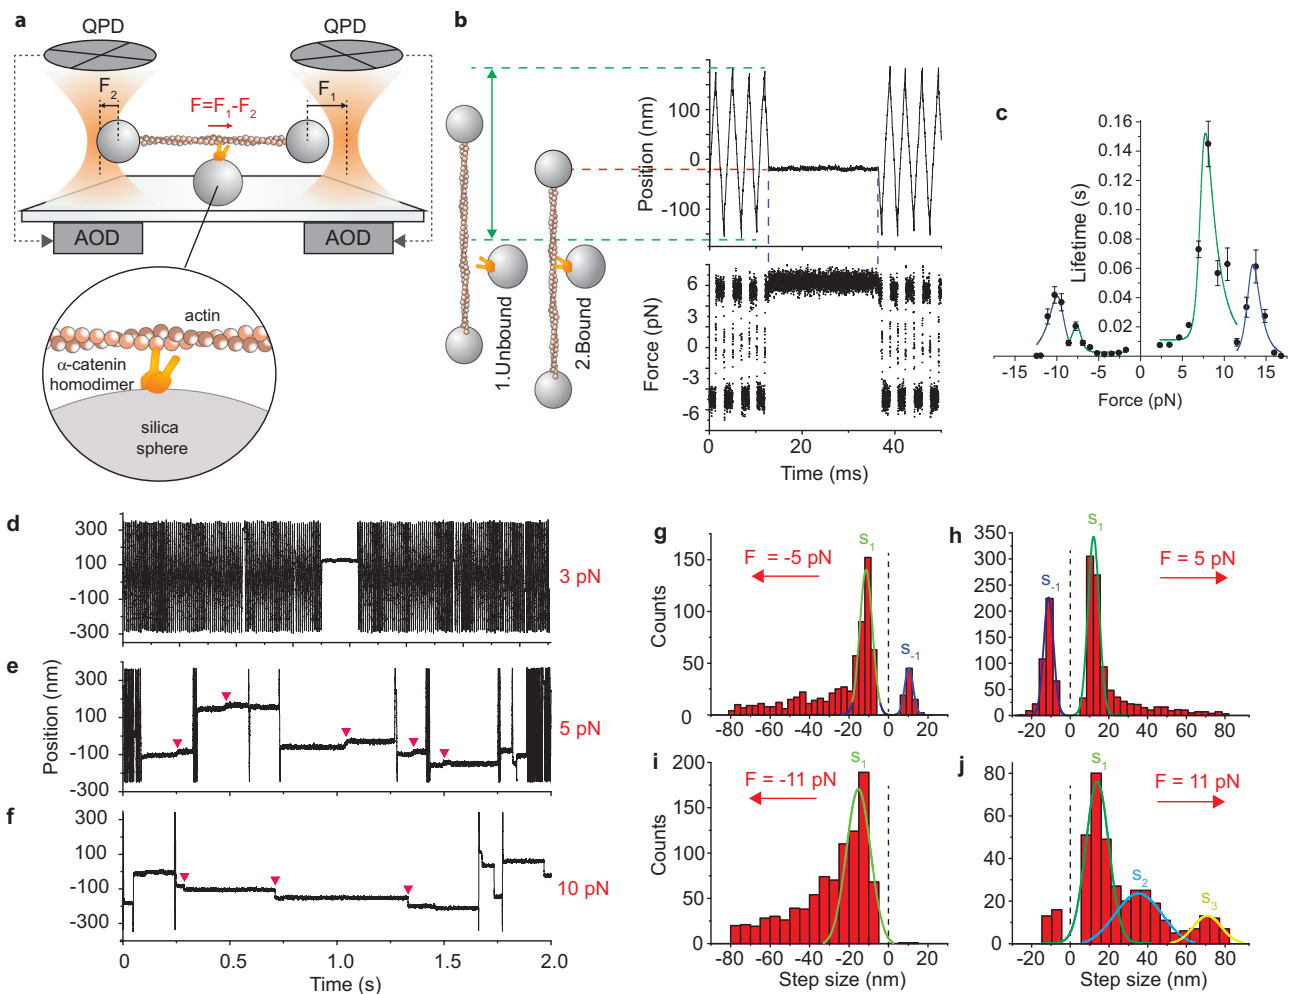 a
QPD
QPD
F2
F=F1-F2
F1
AOD
AOD
actin
α-catenin
homodimer
silica
sphere
b
1.Unbound
2.Bound
Position (nm)
100
0
-100
Force (pN)
6
3
0
-3
-6
0 20 40
Time (ms)
c
Lifetime (s)
0.16
0.14
0.12
0.10
0.08
0.06
0.04
0.02
-15 -10 -5 0 5 10 15
Force (pN)
Position (nm)
d
300
100
-100
-300
3 pN
e
300
100
-100
-300
5 pN
f
300
100
-100
-300
10 pN
0 0.5 1.0 1.5 2.0
Time (s)
g
F = -5 pN
S1
S-1
Counts
150
100
50
0
-80 -60 -40 -20 0 20
h
S1
S-1
F = 5 pN
350
300
250
200
150
100
50
0
-20 0 20 40 60 80
i
F = -11 pN
S1
Counts
200
150
100
50
0
-80 -60 -40 -20 0 20
Step size (nm)
j
S1
F = 11 pN
S2
S3
80
60
40
20
0
-20 0 20 40 60 80
Step size (nm)